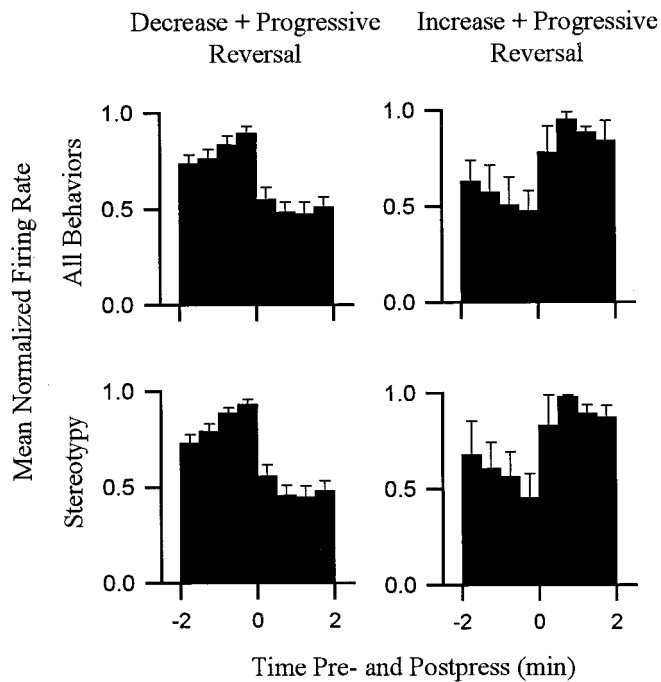 Decrease + Progressive
Reversal
Increase + Progressive
Reversal
Mean Normalized Firing Rate
All Behaviors
1.0
0.5
0.0
1.0
0.5
0.0
Stereotypy
1.0
0.5
0.0
1.0
0.5
0.0
-2
0
2
-2
0
2
Time Pre- and Postpress (min)